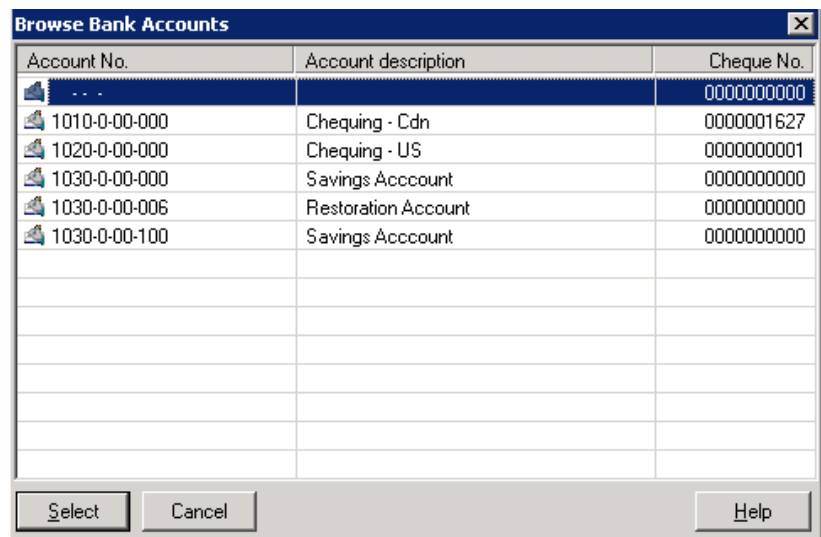 Browse Bank Accounts
Account No. Account description Cheque No.
- - - 0000000000
1010-0-00-000 Chequing - Cdn 0000001627
1020-0-00-000 Chequing - US 0000000001
1030-0-00-000 Savings Acccount 0000000000
1030-0-00-006 Restoration Account 0000000000
1030-0-00-100 Savings Acccount 0000000000
Select Cancel Help